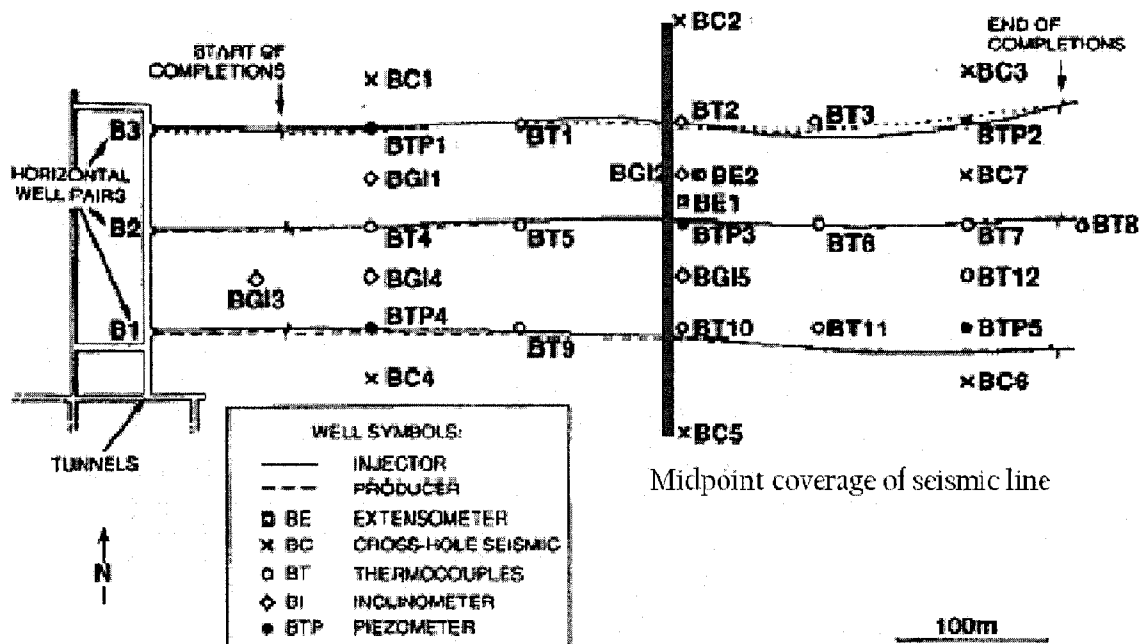 BC2
START OF
COMPLETIONS
END OF
COMPLETIONS
BC1
BC3
B3
BT2
BT3
BTP1
BT1
BTP2
HORIZONTAL
WELL PAIRS
BGI1
BGI2
BE2
BC7
BE1
B2
BT4
BT5
BTP3
BT6
BT7
BT8
BGI3
BGI4
BGI5
BT12
B1
BTP4
BT9
BT10
BT11
BTP5
BC4
BC6
BC5
TUNNELS
WELL SYMBOLS:
INJECTOR
PRODUCER
BE EXTENSOMETER
BC CROSS-HOLE SEISMIC
BT THERMOCOUPLES
BI INCLINOMETER
BTP PIEZOMETER
Midpoint coverage of seismic line
N
100m